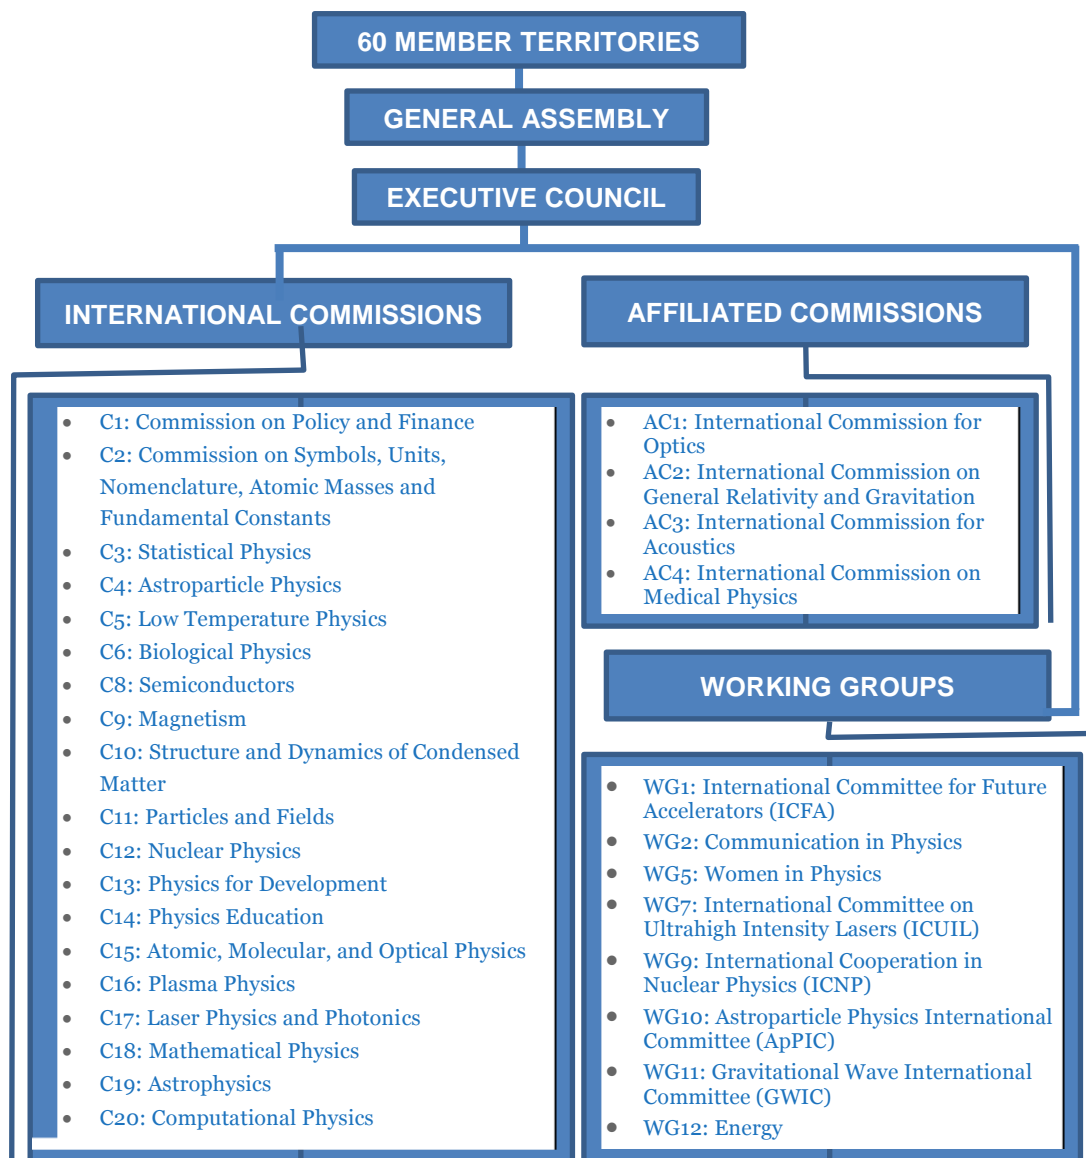 60 MEMBER TERRITORIES
GENERAL ASSEMBLY
EXECUTIVE COUNCIL
INTERNATIONAL COMMISSIONS
• C1: Commission on Policy and Finance
• C2: Commission on Symbols, Units,
Nomenclature, Atomic Masses and
Fundamental Constants
• C3: Statistical Physics
• C4: Astroparticle Physics
• C5: Low Temperature Physics
• C6: Biological Physics
• C8: Semiconductors
• C9: Magnetism
• C10: Structure and Dynamics of Condensed
Matter
• C11: Particles and Fields
• C12: Nuclear Physics
• C13: Physics for Development
• C14: Physics Education
• C15: Atomic, Molecular, and Optical Physics
• C16: Plasma Physics
• C17: Laser Physics and Photonics
• C18: Mathematical Physics
• C19: Astrophysics
• C20: Computational Physics
AFFILIATED COMMISSIONS
• AC1: International Commission for
Optics
• AC2: International Commission on
General Relativity and Gravitation
• AC3: International Commission for
Acoustics
• AC4: International Commission on
Medical Physics
WORKING GROUPS
• WG1: International Committee for Future
Accelerators (ICFA)
• WG2: Communication in Physics
• WG5: Women in Physics
• WG7: International Committee on
Ultrahigh Intensity Lasers (ICUIL)
• WG9: International Cooperation in
Nuclear Physics (ICNP)
• WG10: Astroparticle Physics International
Committee (ApPIC)
• WG11: Gravitational Wave International
Committee (GWIC)
• WG12: Energy